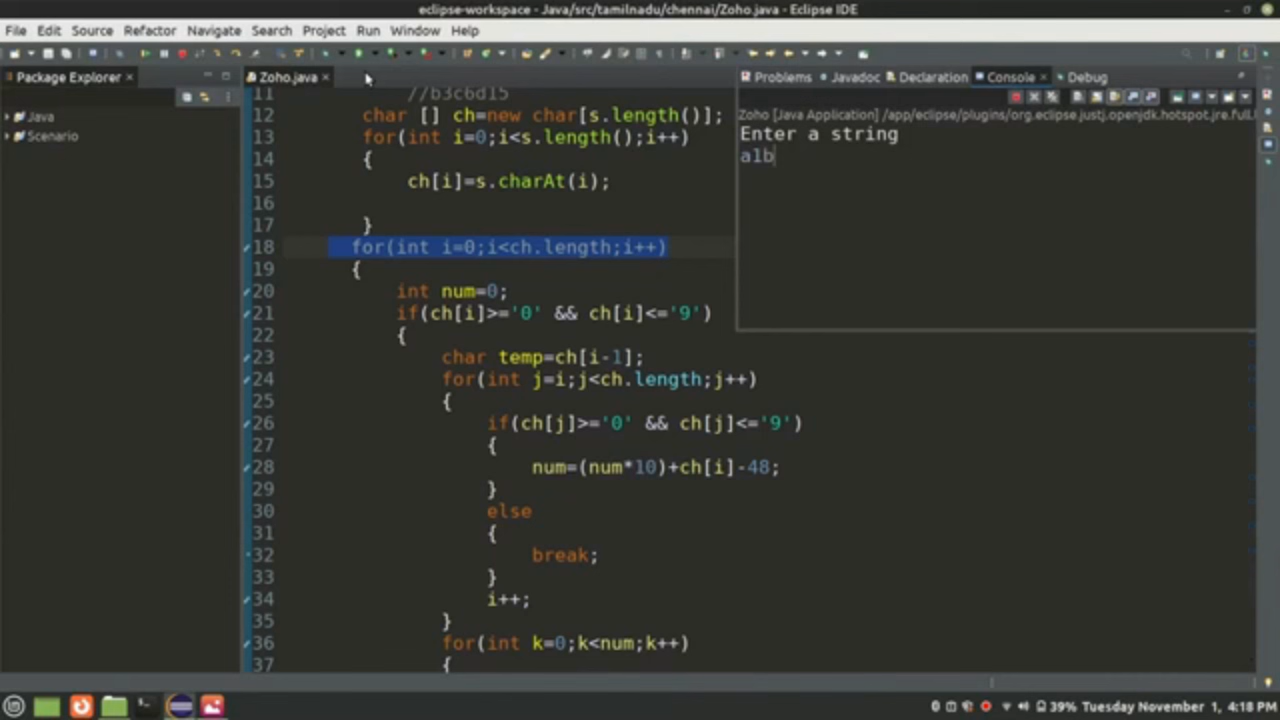 eclipse-workspace - Java/src/tamilnadu/chennai/Zoho.java - Eclipse IDE
File Edit Source Refactor Navigate Search Project Run Window Help
Package Explorer ×
Java
Scenario
Zoho.java ×
11 //b3c6d15
12 char [] ch=new char[s.length()];
13 for(int i=0;i<s.length();i++)
14 {
15 ch[i]=s.charAt(i);
16
17 }
18 for(int i=0;i<ch.length;i++)
19 {
20 int num=0;
21 if(ch[i]>='0' && ch[i]<='9')
22 {
23 char temp=ch[i-1];
24 for(int j=i;j<ch.length;j++)
25 {
26 if(ch[j]>='0' && ch[j]<='9')
27 {
28 num=(num*10)+ch[i]-48;
29 }
30 else
31 {
32 break;
33 }
34 i++;
35 }
36 for(int k=0;k<num;k++)
37 {
Problems Javadoc Declaration Console × Debug
Zoho [Java Application] /app/eclipse/plugins/org.eclipse.justj.openjdk.hotspot.jre.full.
Enter a string
a1b
39% Tuesday November 1, 4:18 PM